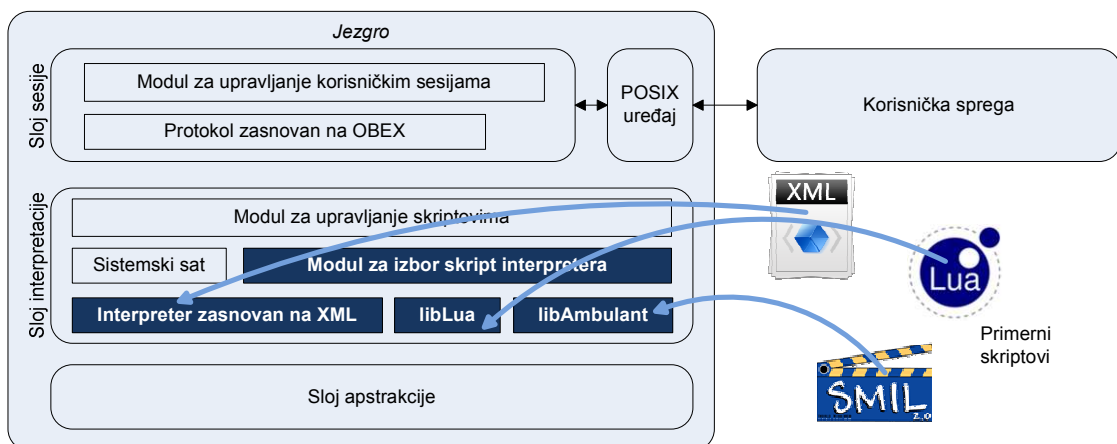 Jezgro
Sloj sesije
Modul za upravljanje korisničkim sesijama
Protokol zasnovan na OBEX
POSIX
uređaj
Korisnička sprega
Sloj interpretacije
Modul za upravljanje skriptovima
Sistemski sat
Modul za izbor skript interpretera
Interpreter zasnovan na XML
libLua
libAmbulant
Sloj apstrakcije
XML
Lua
Primerni
skriptovi
SMIL
2.0